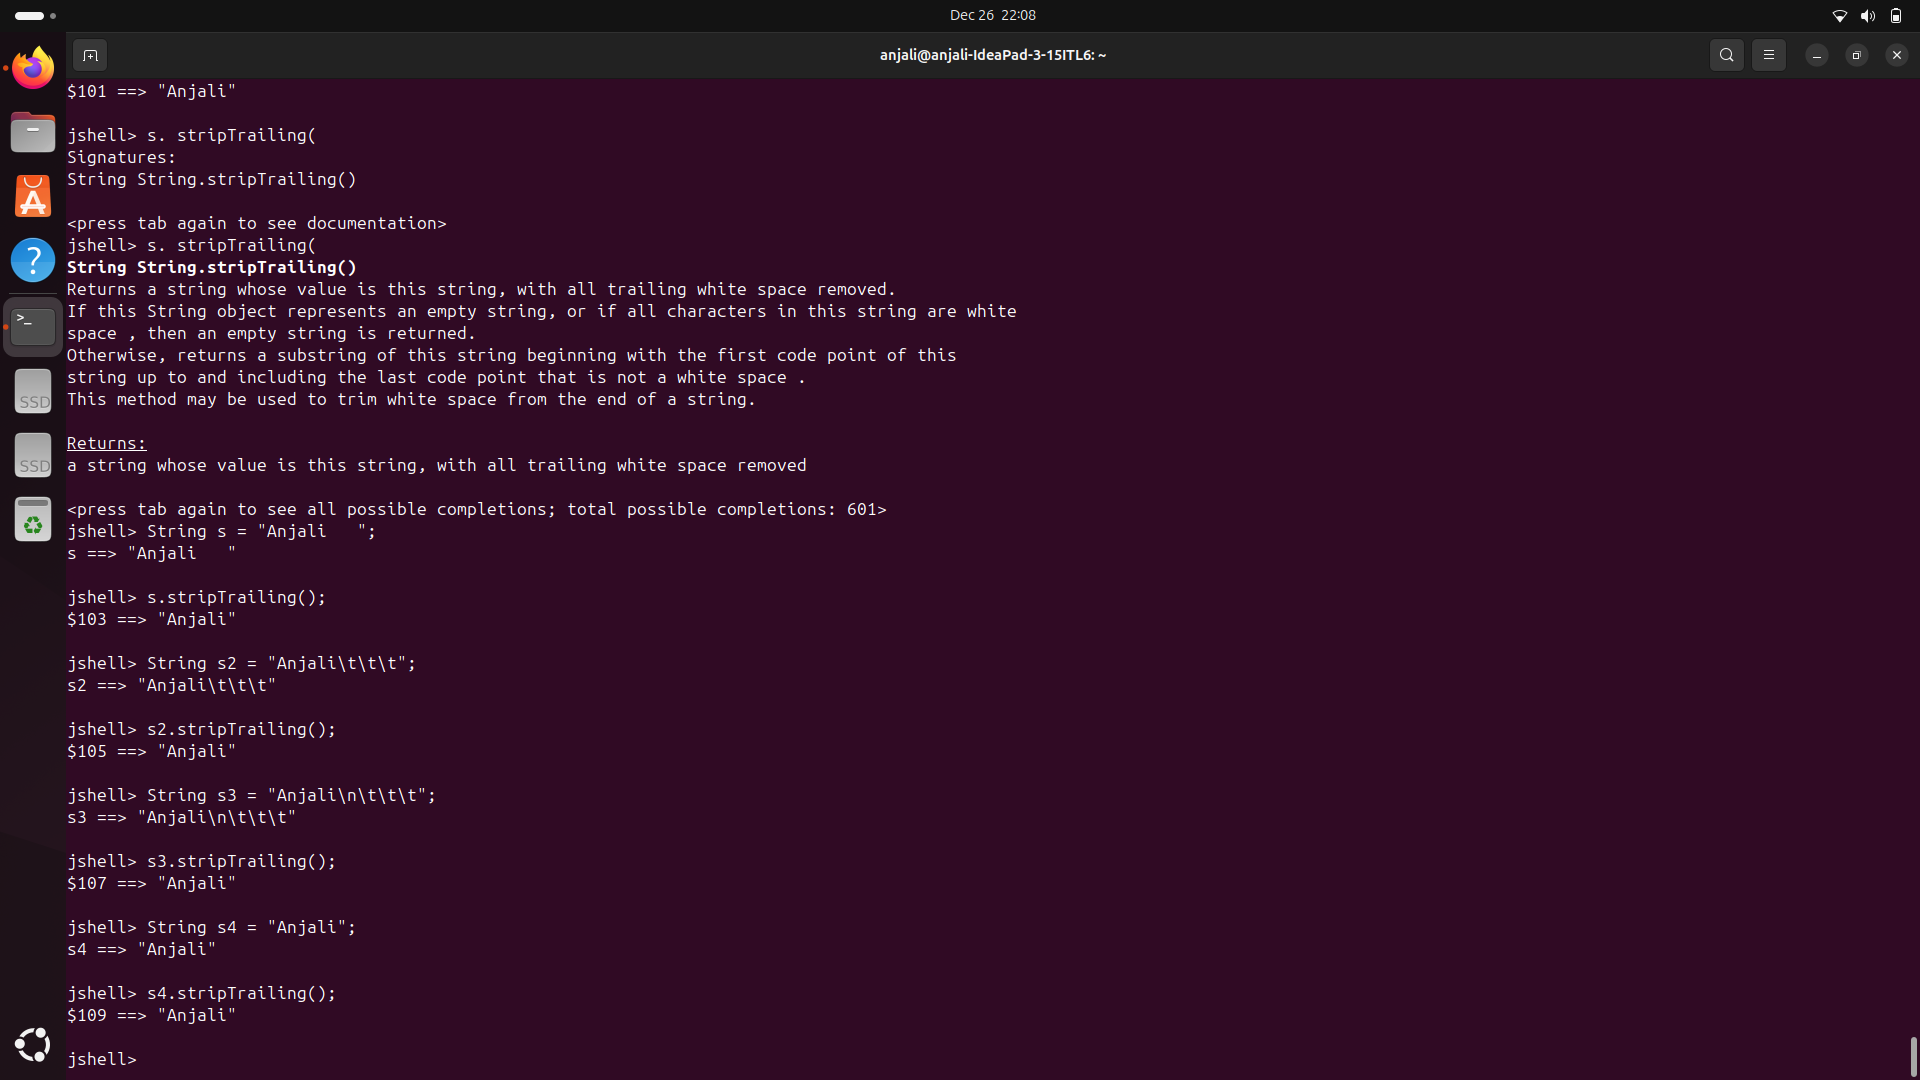 Dec 26 22:08
anjali@anjali-IdeaPad-3-15ITL6: ~
$101 ==> "Anjali"
jshell> s. stripTrailing(
Signatures:
String String.stripTrailing()
<press tab again to see documentation>
jshell> s. stripTrailing(
String String.stripTrailing()
Returns a string whose value is this string, with all trailing white space removed.
If this String object represents an empty string, or if all characters in this string are white
space , then an empty string is returned.
Otherwise, returns a substring of this string beginning with the first code point of this
string up to and including the last code point that is not a white space .
This method may be used to trim white space from the end of a string.
Returns:
a string whose value is this string, with all trailing white space removed
<press tab again to see all possible completions; total possible completions: 601>
jshell> String s = "Anjali   ";
s ==> "Anjali   "
jshell> s.stripTrailing();
$103 ==> "Anjali"
jshell> String s2 = "Anjali\t\t\t";
s2 ==> "Anjali\t\t\t"
jshell> s2.stripTrailing();
$105 ==> "Anjali"
jshell> String s3 = "Anjali\n\t\t\t";
s3 ==> "Anjali\n\t\t\t"
jshell> s3.stripTrailing();
$107 ==> "Anjali"
jshell> String s4 = "Anjali";
s4 ==> "Anjali"
jshell> s4.stripTrailing();
$109 ==> "Anjali"
jshell>
>_
SSD
SSD